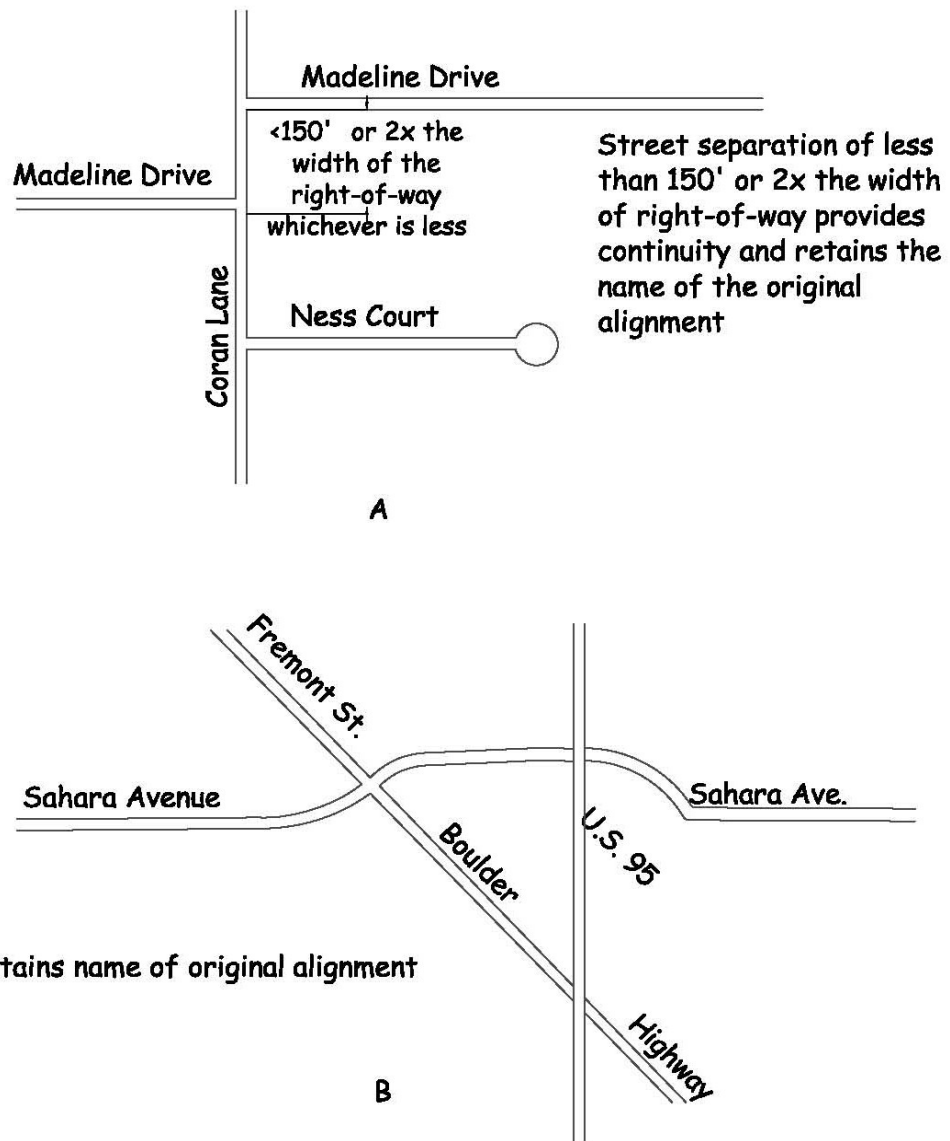 Madeline Drive
<150' or 2x the
width of the
right-of-way
whichever is less
Street separation of less
than 150' or 2x the width
of right-of-way provides
continuity and retains the
name of the original
alignment
Madeline Drive
Coran Lane
Ness Court
A
Fremont St.
Sahara Avenue
Sahara Ave.
Boulder
U.S. 95
tains name of original alignment
Highway
B